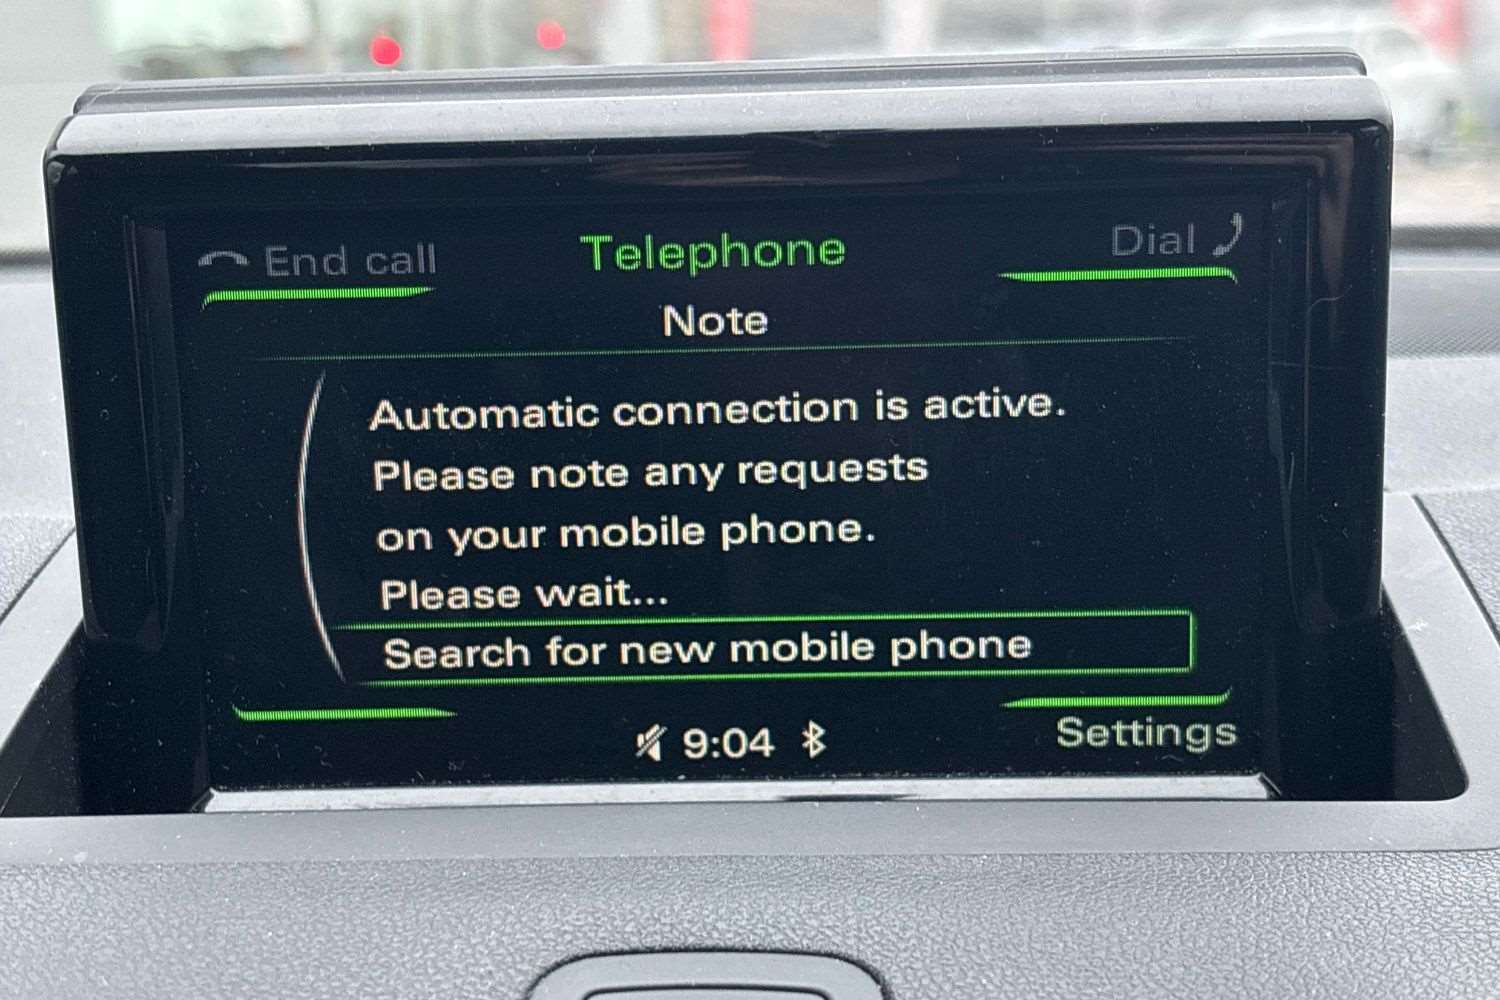 End call
Telephone
Dial
Note
Automatic connection is active.
Please note any requests
on your mobile phone.
Please wait...
Search for new mobile phone
9:04
Settings